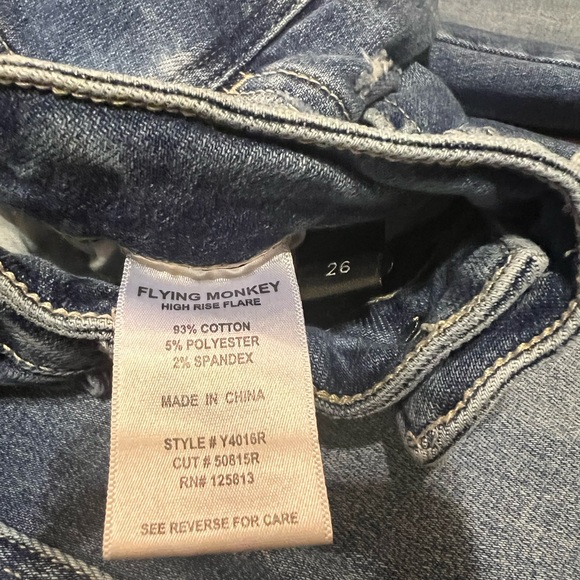 FLYING MONKEY
HIGH RISE FLARE
93% COTTON
5% POLYESTER
2% SPANDEX
MADE IN CHINA
STYLE # Y4016R
CUT # 50815R
RN# 125813
SEE REVERSE FOR CARE
26